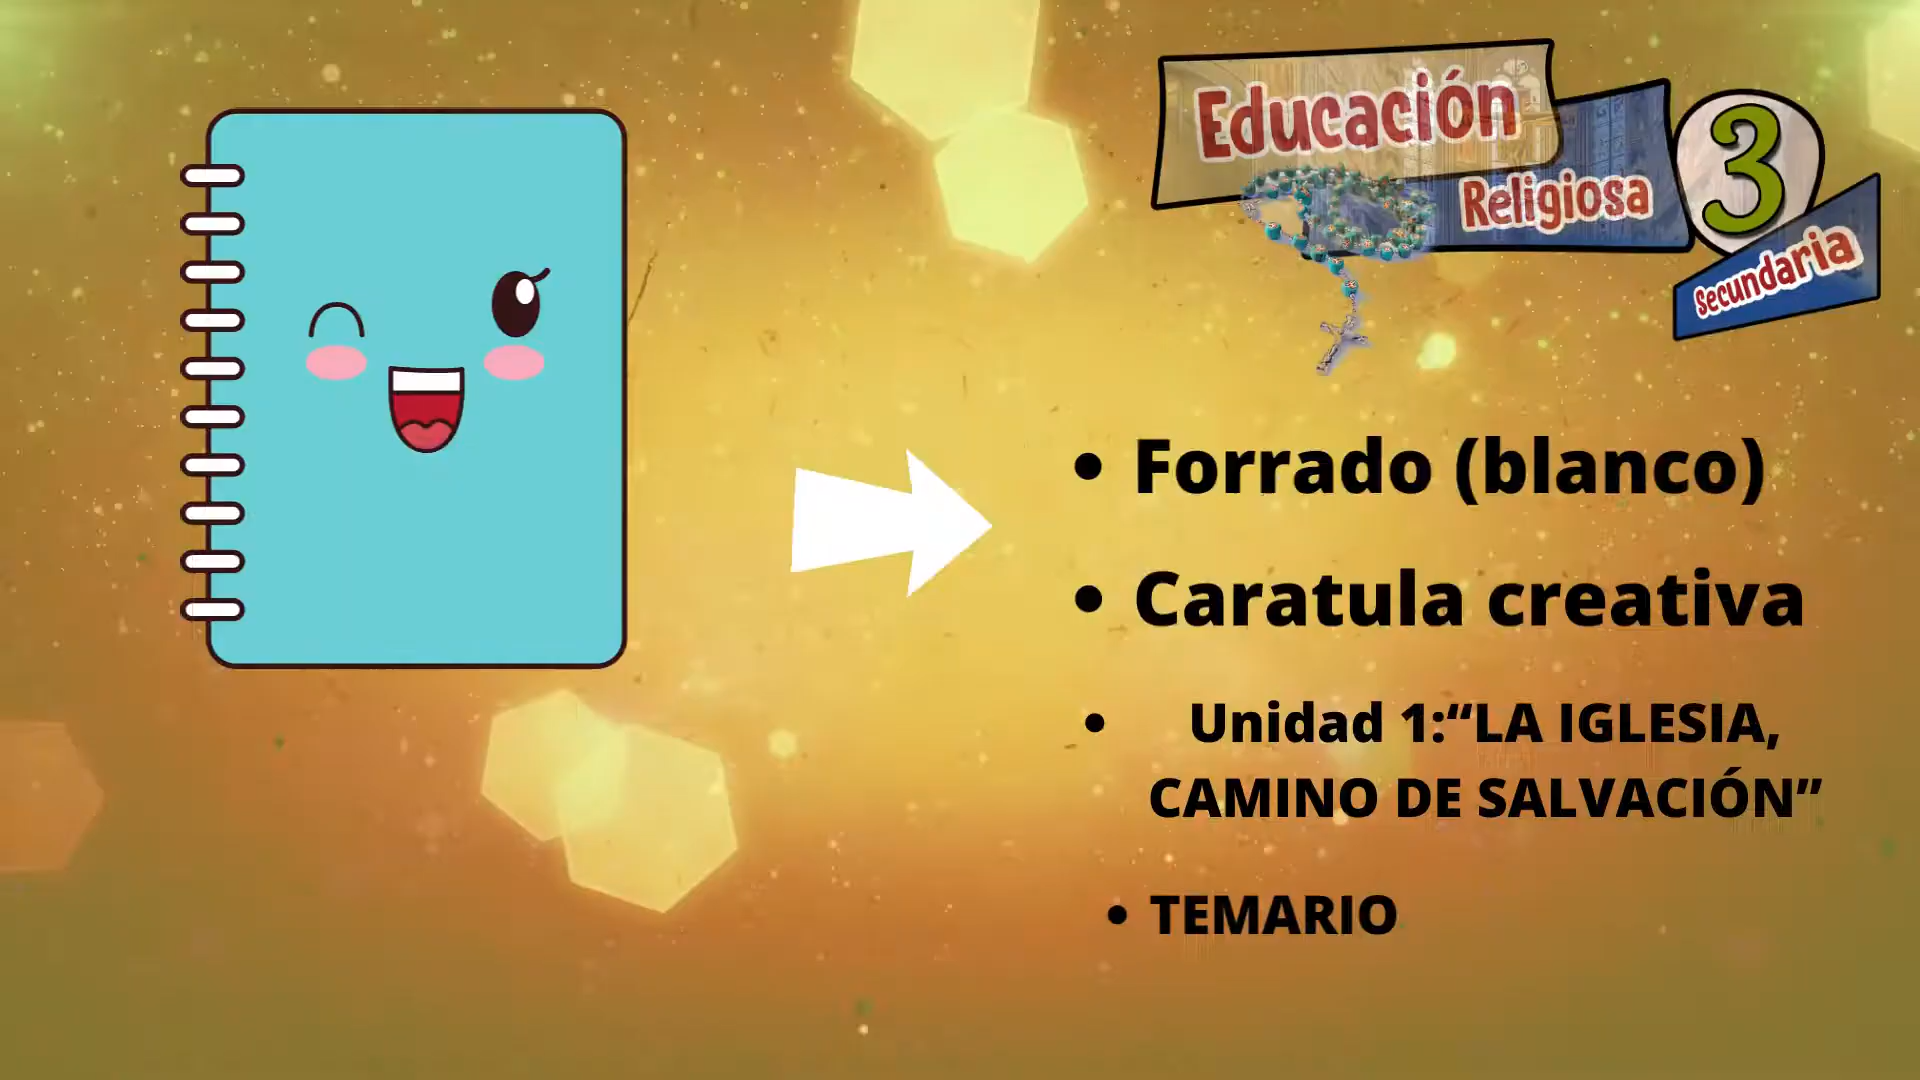 Educación
Religiosa
3
Secundaria
• Forrado (blanco)
• Caratula creativa
• Unidad 1:“LA IGLESIA,
CAMINO DE SALVACIÓN”
• TEMARIO